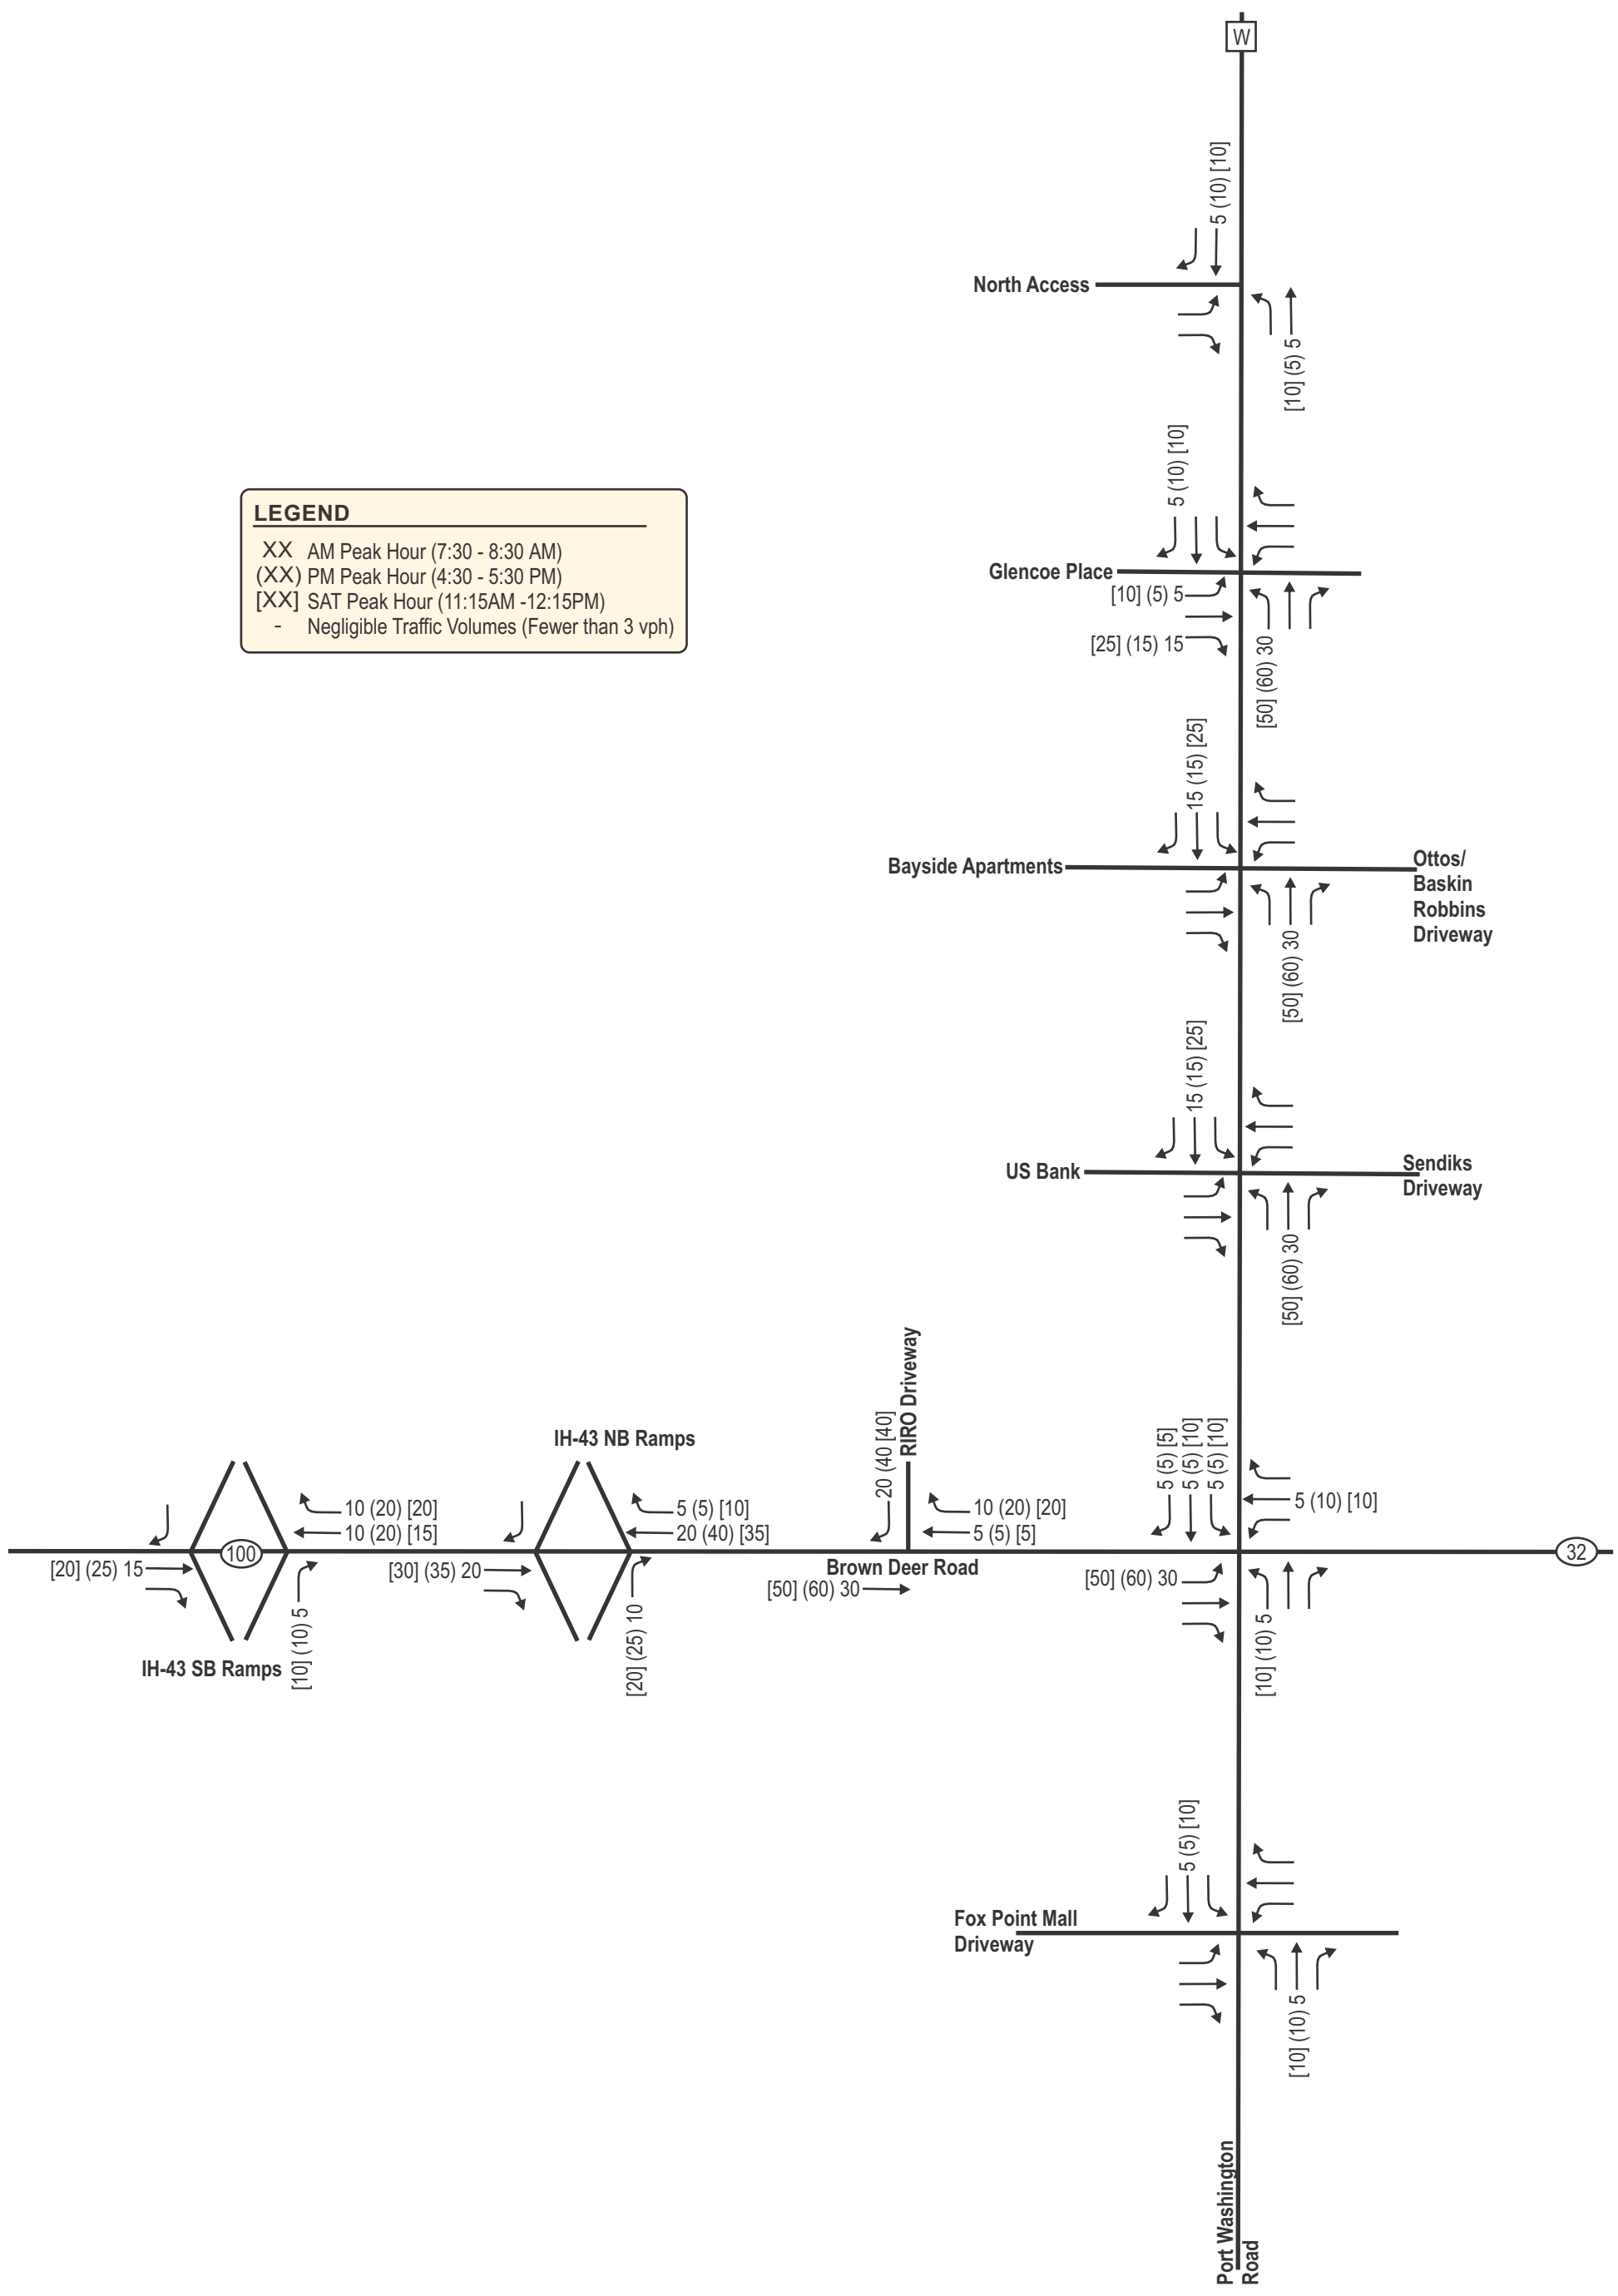 W
5 (10) [10]
North Access
[10] (5) 5
5 (10) [10]
LEGEND
XX AM Peak Hour (7:30 - 8:30 AM)
(XX) PM Peak Hour (4:30 - 5:30 PM)
[XX] SAT Peak Hour (11:15AM -12:15PM)
- Negligible Traffic Volumes (Fewer than 3 vph)
Glencoe Place
[10] (5) 5
[25] (15) 15
[50] (60) 30
15 (15) [25]
Bayside Apartments
Ottos/
Baskin
Robbins
Driveway
[50] (60) 30
15 (15) [25]
US Bank
Sendiks
Driveway
[50] (60) 30
RIRO Driveway
20 (40 [40]
5 (5) [5]
5 (5) [10]
5 (5) [10]
IH-43 NB Ramps
10 (20) [20]
10 (20) [15]
5 (5) [10]
20 (40) [35]
10 (20) [20]
5 (5) [5]
5 (10) [10]
100
32
[20] (25) 15
[30] (35) 20
Brown Deer Road
[50] (60) 30
[50] (60) 30
[10] (10) 5
[20] (25) 10
[10] (10) 5
IH-43 SB Ramps
5 (5) [10]
Fox Point Mall
Driveway
[10] (10) 5
Port Washington
Road